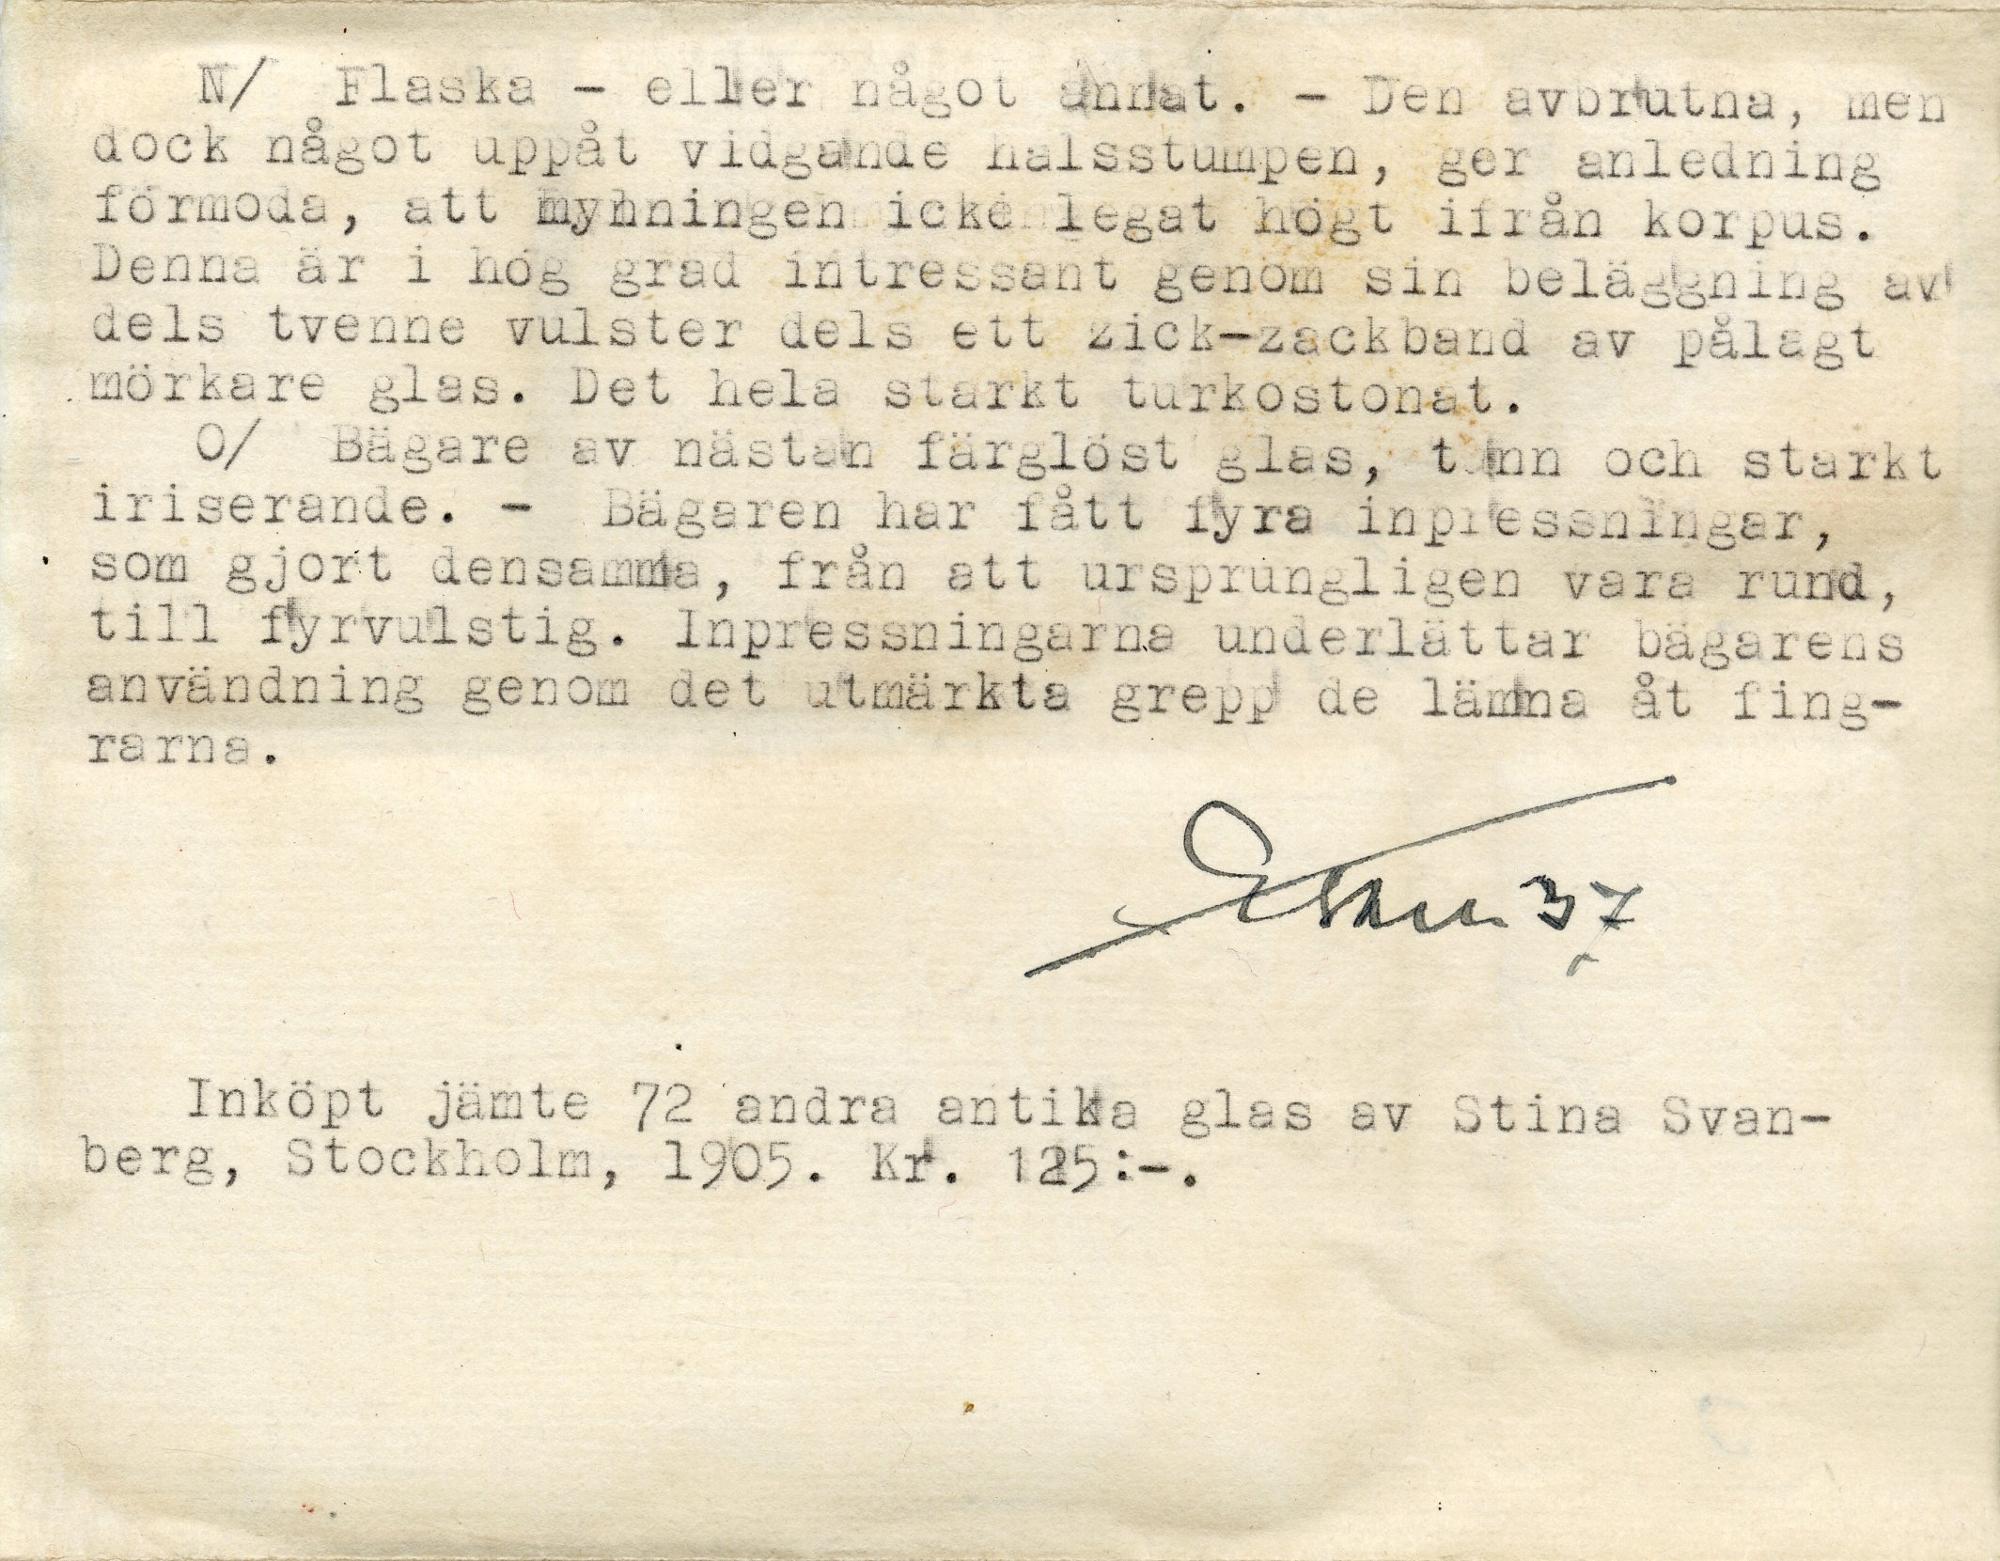 N/ Flaska - eller något annat. - Den avbrutna, men
dock något uppåt vidgande halsstumpen, ger anledning
förmoda, att mynningen icke legat högt ifrån korpus.
Denna är i hög grad intressant genom sin beläggning av
dels tvenne vulster dels ett zick-zackband av pålagt
mörkare glas. Det hela starkt turkostonat.
O/ Bägare av nästan färglöst glas, tunn och starkt
iriserande. - Bägaren har fått fyra inpressningar,
som gjort densamma, från att ursprungligen vara rund,
till fyrvulstig. Inpressningarna underlättar bägarens
användning genom det utmärkta grepp de lämna åt fing-
rarna.
37
Inköpt jämte 72 andra antika glas av Stina Svan-
berg, Stockholm, 1905. Kr. 125:-.